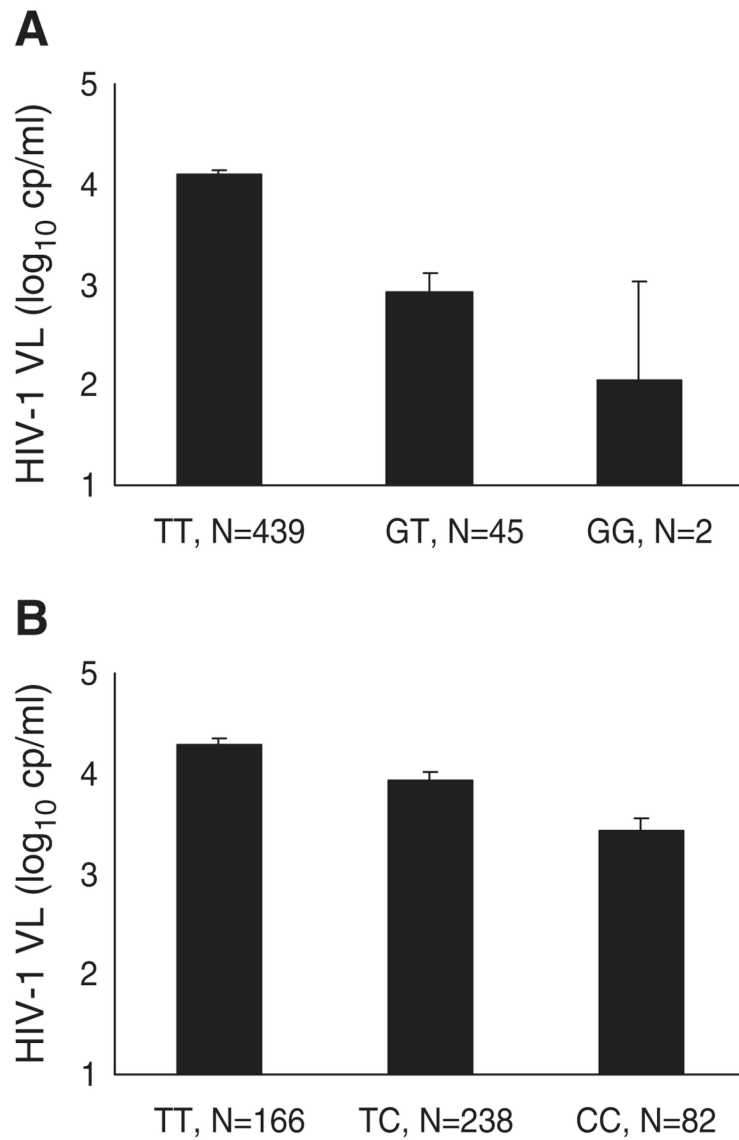 A
HIV-1 VL (log10 cp/ml)
5
4
3
2
1
TT, N=439 GT, N=45 GG, N=2
B
HIV-1 VL (log10 cp/ml)
5
4
3
2
1
TT, N=166 TC, N=238 CC, N=82